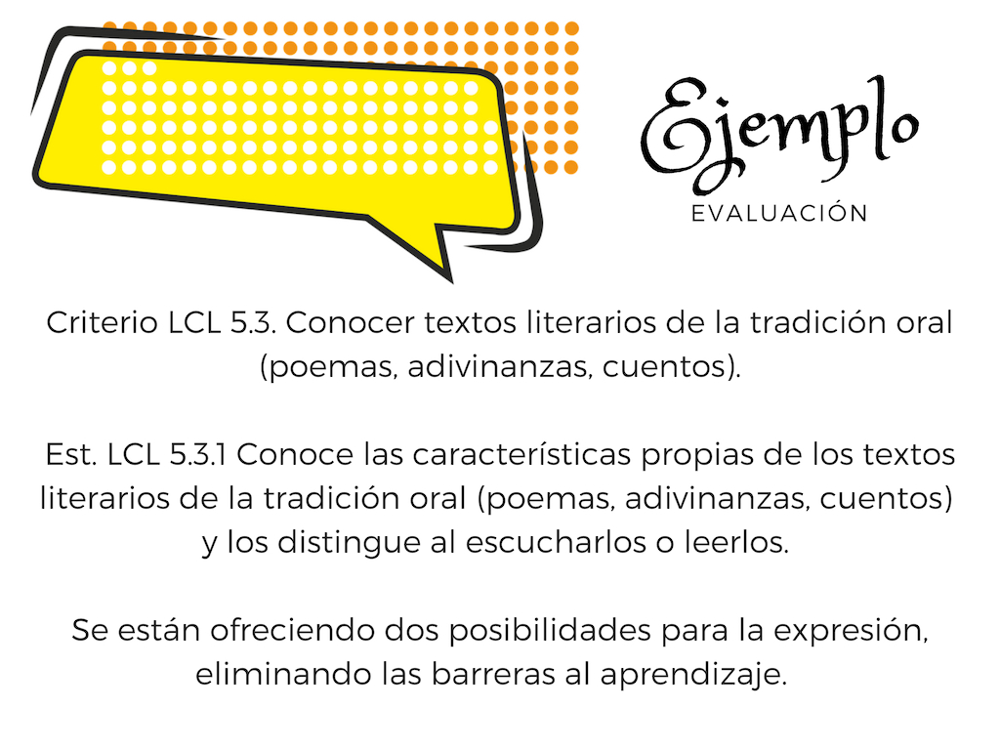 Ejemplo
EVALUACIÓN
Criterio LCL 5.3. Conocer textos literarios de la tradición oral
(poemas, adivinanzas, cuentos).
Est. LCL 5.3.1 Conoce las características propias de los textos
literarios de la tradición oral (poemas, adivinanzas, cuentos)
y los distingue al escucharlos o leerlos.
Se están ofreciendo dos posibilidades para la expresión,
eliminando las barreras al aprendizaje.